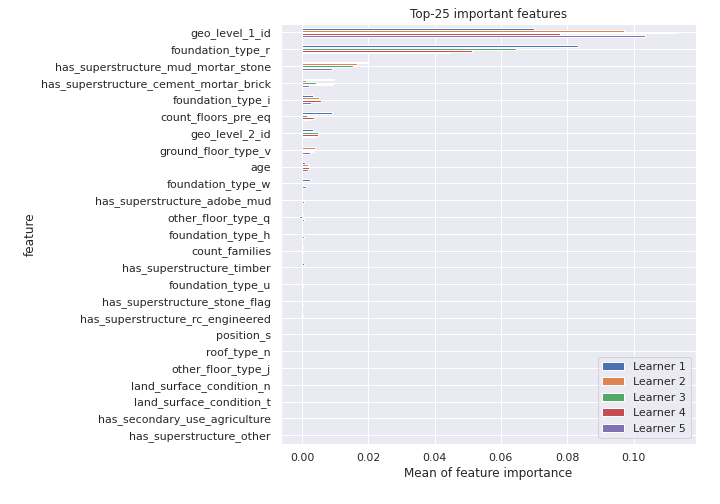 Top-25 important features
geo_level_1_id
foundation_type_r
has_superstructure_mud_mortar_stone
has_superstructure_cement_mortar_brick
foundation_type_i
count_floors_pre_eq
geo_level_2_id
ground_floor_type_v
age
foundation_type_w
has_superstructure_adobe_mud
other_floor_type_q
foundation_type_h
count_families
has_superstructure_timber
foundation_type_u
has_superstructure_stone_flag
has_superstructure_rc_engineered
position_s
roof_type_n
other_floor_type_j
land_surface_condition_n
land_surface_condition_t
has_secondary_use_agriculture
has_superstructure_other
feature
Learner 1
Learner 2
Learner 3
Learner 4
Learner 5
0.00 0.02 0.04 0.06 0.08 0.10
Mean of feature importance